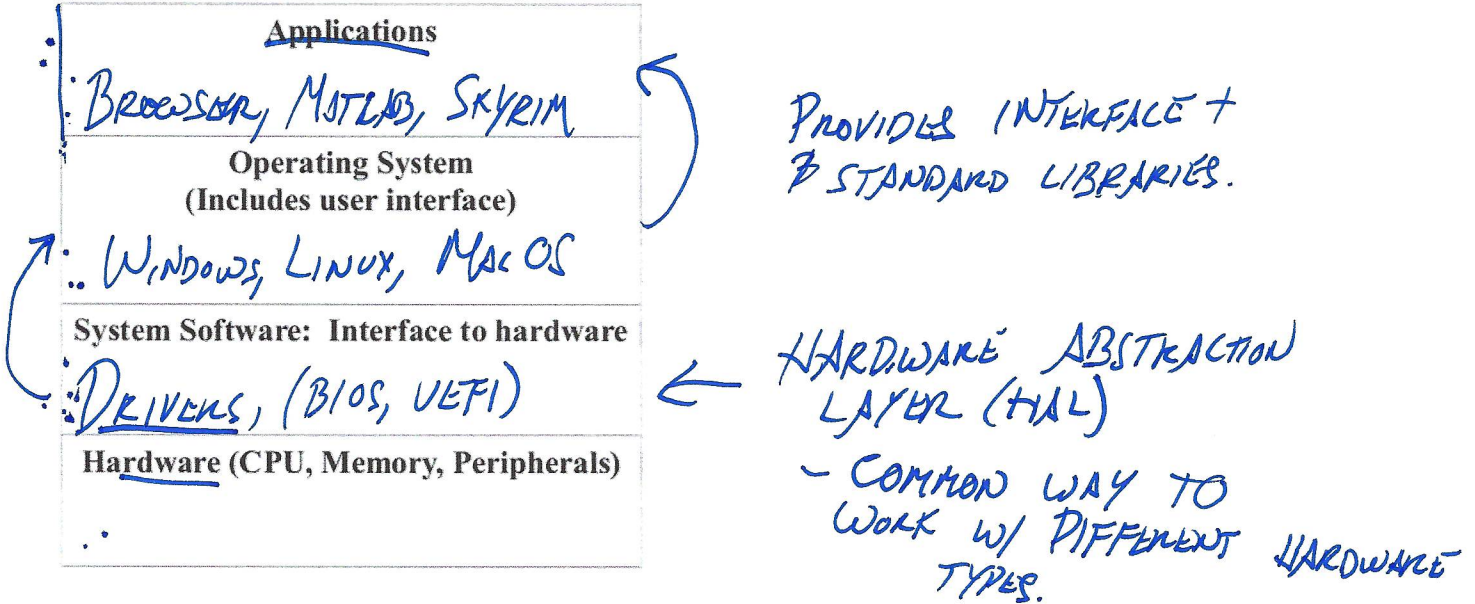 Applications
BROWSER, MATLAB, SKYRIM
Operating System
(Includes user interface)
WINDOWS, LINUX, MAC OS
System Software: Interface to hardware
DRIVERS, (BIOS, UEFI)
Hardware (CPU, Memory, Peripherals)
PROVIDES INTERFACE +
STANDARD LIBRARIES.
HARDWARE ABSTRACTION
LAYER (HAL)
- COMMON WAY TO
WORK W/ DIFFERENT HARDWARE
TYPES.